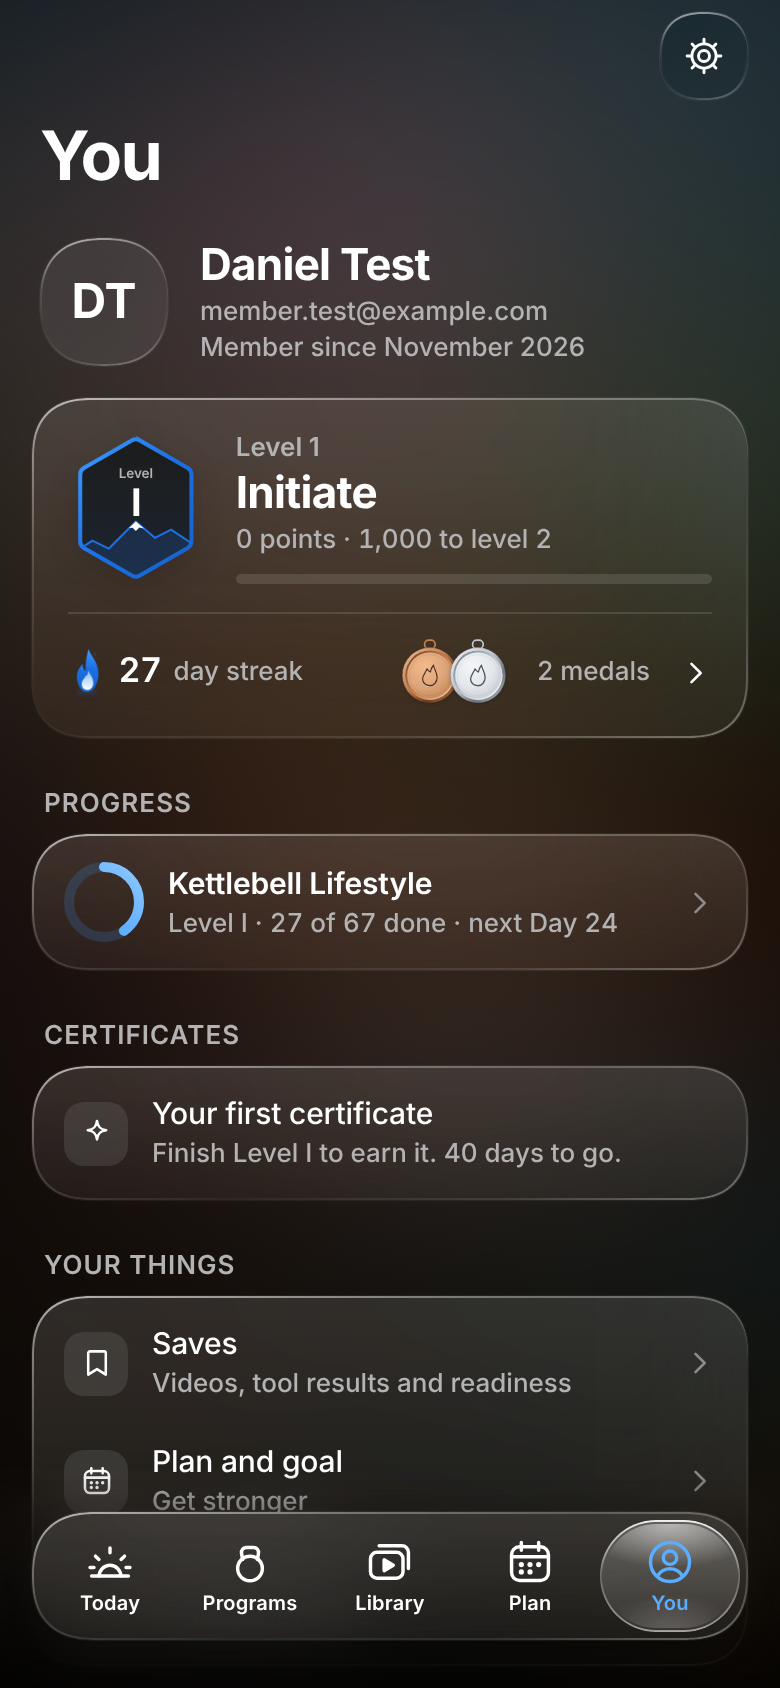 You
DT
Daniel Test
member.test@example.com
Member since November 2026
Level
I
Level 1
Initiate
0 points · 1,000 to level 2
27 day streak
2 medals
PROGRESS
Kettlebell Lifestyle
Level I · 27 of 67 done · next Day 24
CERTIFICATES
Your first certificate
Finish Level I to earn it. 40 days to go.
YOUR THINGS
Saves
Videos, tool results and readiness
Plan and goal
Get stronger
Today
Programs
Library
Plan
You